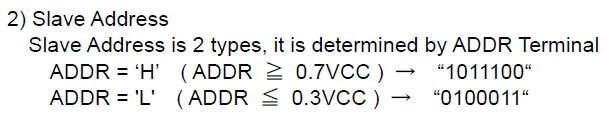 2) Slave Address
Slave Address is 2 types, it is determined by ADDR Terminal
ADDR = ‘H’ ( ADDR ≧ 0.7VCC ) → “1011100“
ADDR = 'L' ( ADDR ≦ 0.3VCC ) → “0100011“